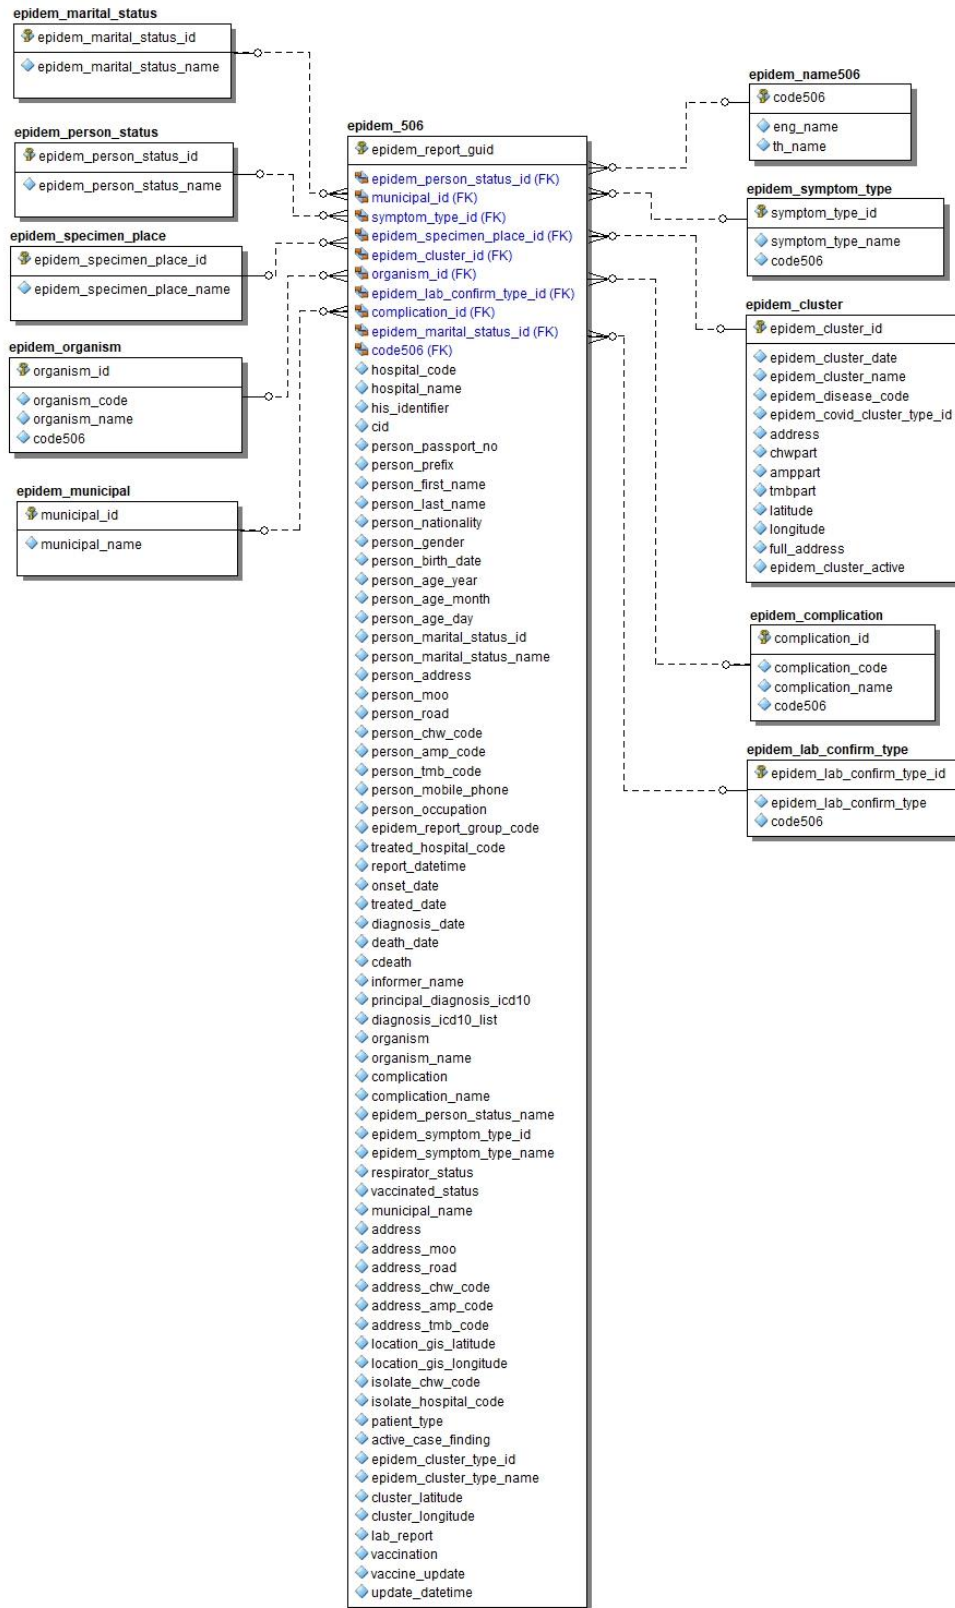 epidem_marital_status
epidem_marital_status_id
epidem_marital_status_name
epidem_person_status
epidem_person_status_id
epidem_person_status_name
epidem_specimen_place
epidem_specimen_place_id
epidem_specimen_place_name
epidem_organism
organism_id
organism_code
organism_name
code506
epidem_municipal
municipal_id
municipal_name
epidem_506
epidem_report_guid
epidem_person_status_id (FK)
municipal_id (FK)
symptom_type_id (FK)
epidem_specimen_place_id (FK)
epidem_cluster_id (FK)
organism_id (FK)
epidem_lab_confirm_type_id (FK)
complication_id (FK)
epidem_marital_status_id (FK)
code506 (FK)
hospital_code
hospital_name
his_identifier
cid
person_passport_no
person_prefix
person_first_name
person_last_name
person_nationality
person_gender
person_birth_date
person_age_year
person_age_month
person_age_day
person_marital_status_id
person_marital_status_name
person_address
person_moo
person_road
person_chw_code
person_amp_code
person_tmb_code
person_mobile_phone
person_occupation
epidem_report_group_code
treated_hospital_code
report_datetime
onset_date
treated_date
diagnosis_date
death_date
cdeath
informer_name
principal_diagnosis_icd10
diagnosis_icd10_list
organism
organism_name
complication
complication_name
epidem_person_status_name
epidem_symptom_type_id
epidem_symptom_type_name
respirator_status
vaccinated_status
municipal_name
address
address_moo
address_road
address_chw_code
address_amp_code
address_tmb_code
location_gis_latitude
location_gis_longitude
isolate_chw_code
isolate_hospital_code
patient_type
active_case_finding
epidem_cluster_type_id
epidem_cluster_type_name
cluster_latitude
cluster_longitude
lab_report
vaccination
vaccine_update
update_datetime
epidem_name506
code506
eng_name
th_name
epidem_symptom_type
symptom_type_id
symptom_type_name
code506
epidem_cluster
epidem_cluster_id
epidem_cluster_date
epidem_cluster_name
epidem_disease_code
epidem_covid_cluster_type_id
address
chwpart
amppart
tmbpart
latitude
longitude
full_address
epidem_cluster_active
epidem_complication
complication_id
complication_code
complication_name
code506
epidem_lab_confirm_type
epidem_lab_confirm_type_id
epidem_lab_confirm_type
code506